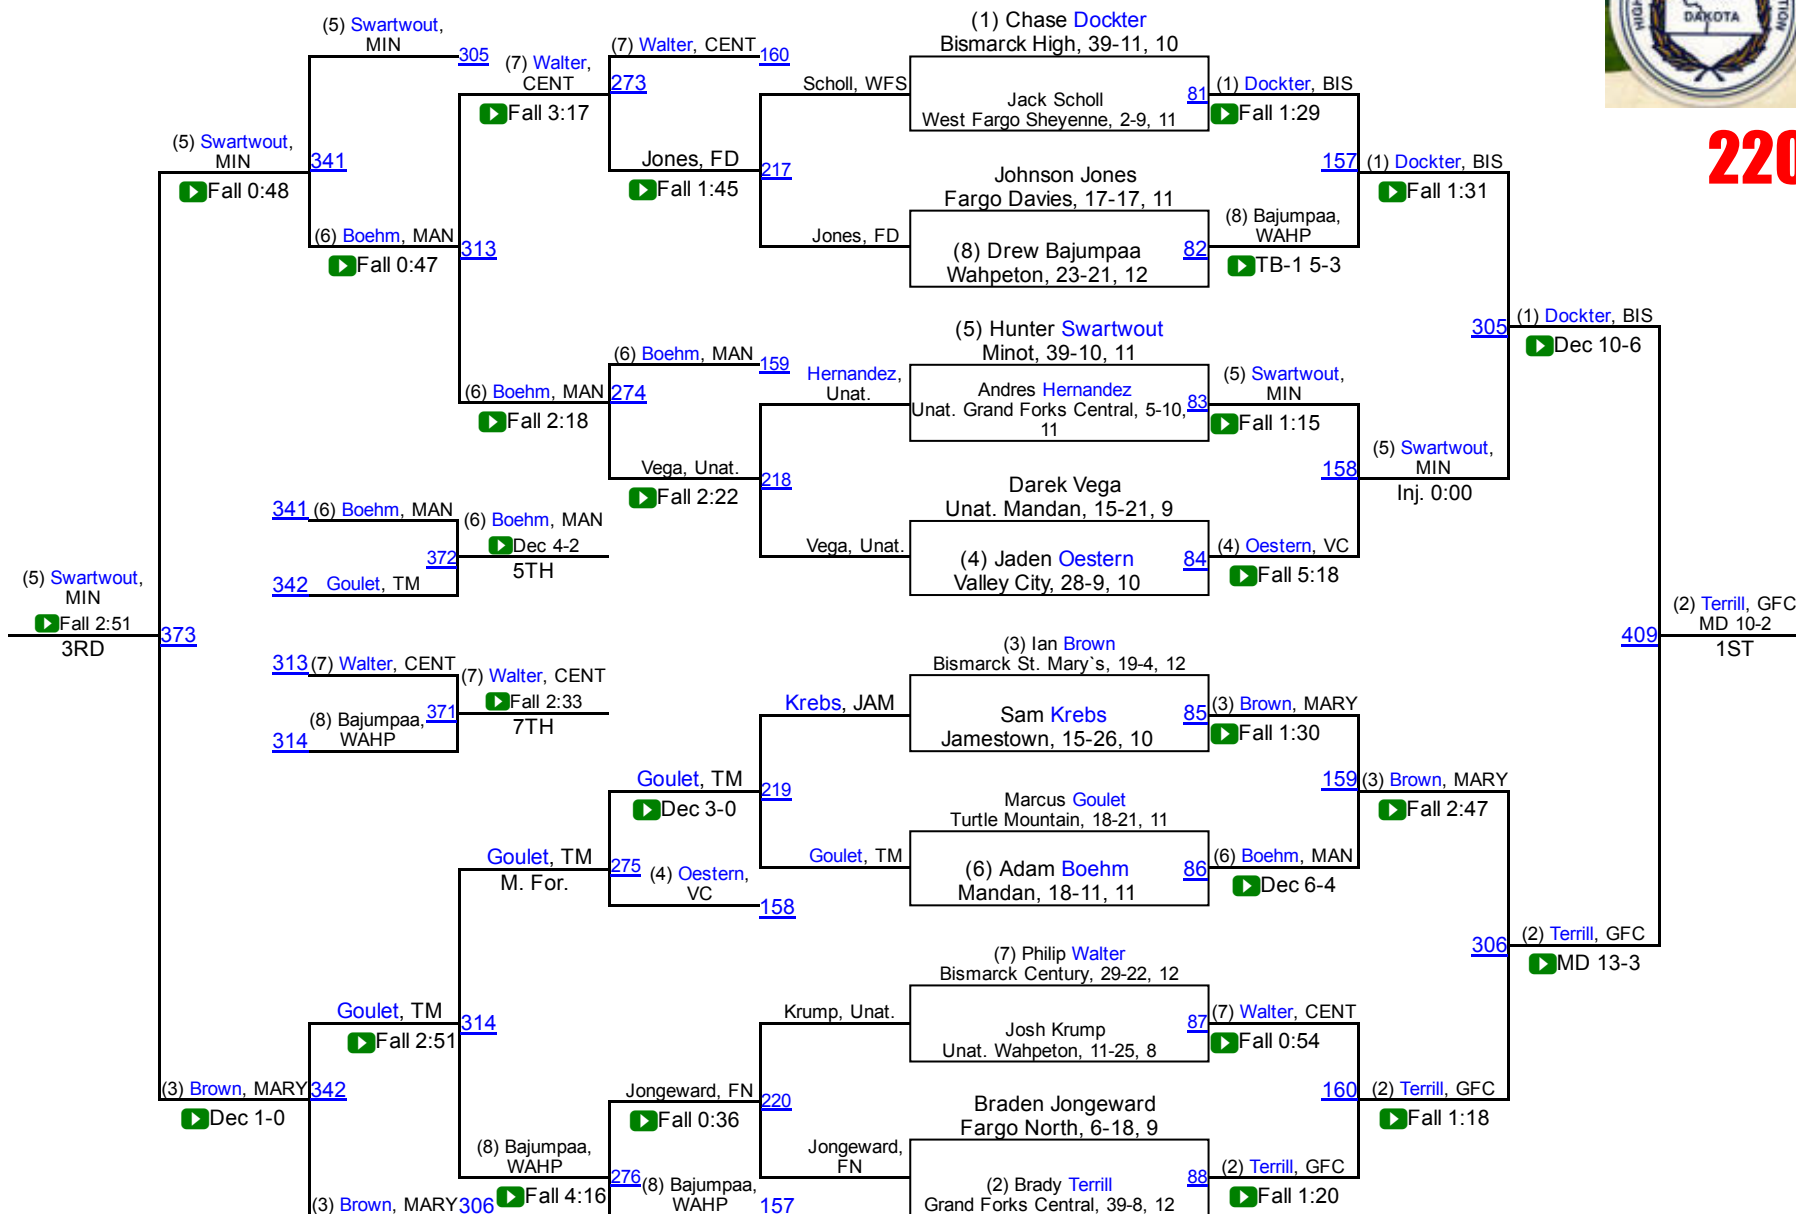 (5) Swartwout,
MIN
305
(7) Walter,
CENT
Fall 3:17
(7) Walter, CENT
160
273
(1) Chase Dockter
Bismarck High, 39-11, 10
Scholl, WFS
Jack Scholl
West Fargo Sheyenne, 2-9, 11
81
(1) Dockter, BIS
Fall 1:29
DAKOTA
220
(5) Swartwout,
MIN
341
Fall 0:48
Jones, FD
217
Fall 1:45
Johnson Jones
Fargo Davies, 17-17, 11
157
(1) Dockter, BIS
Fall 1:31
(6) Boehm, MAN
313
Fall 0:47
Jones, FD
(8) Drew Bajumpaa
Wahpeton, 23-21, 12
82
(8) Bajumpaa,
WAHP
TB-1 5-3
(5) Hunter Swartwout
Minot, 39-10, 11
305
(1) Dockter, BIS
Dec 10-6
(6) Boehm, MAN
159
Hernandez,
Unat.
Andres Hernandez
Unat. Grand Forks Central, 5-10,
11
83
(5) Swartwout,
MIN
Fall 1:15
(6) Boehm, MAN
274
Fall 2:18
Vega, Unat.
218
Fall 2:22
Darek Vega
Unat. Mandan, 15-21, 9
158
(5) Swartwout,
MIN
Inj. 0:00
341
(6) Boehm, MAN
(6) Boehm, MAN
Dec 4-2
372
5TH
342
Goulet, TM
Vega, Unat.
(4) Jaden Oestern
Valley City, 28-9, 10
84
(4) Oestern, VC
Fall 5:18
(5) Swartwout,
MIN
Fall 2:51
373
3RD
(2) Terrill, GFC
MD 10-2
409
1ST
313
(7) Walter, CENT
(7) Walter, CENT
Fall 2:33
371
7TH
(8) Bajumpaa,
WAHP
314
(3) Ian Brown
Bismarck St. Mary`s, 19-4, 12
Krebs, JAM
Sam Krebs
Jamestown, 15-26, 10
85
(3) Brown, MARY
Fall 1:30
Goulet, TM
219
Dec 3-0
Marcus Goulet
Turtle Mountain, 18-21, 11
159
(3) Brown, MARY
Fall 2:47
Goulet, TM
M. For.
275
(4) Oestern,
VC
158
Goulet, TM
(6) Adam Boehm
Mandan, 18-11, 11
86
(6) Boehm, MAN
Dec 6-4
306
(2) Terrill, GFC
MD 13-3
(7) Philip Walter
Bismarck Century, 29-22, 12
Goulet, TM
314
Fall 2:51
Krump, Unat.
Josh Krump
Unat. Wahpeton, 11-25, 8
87
(7) Walter, CENT
Fall 0:54
(3) Brown, MARY
342
Dec 1-0
Jongeward, FN
220
Fall 0:36
Braden Jongeward
Fargo North, 6-18, 9
160
(2) Terrill, GFC
Fall 1:18
(8) Bajumpaa,
WAHP
276
Fall 4:16
Jongeward,
FN
(2) Brady Terrill
Grand Forks Central, 39-8, 12
88
(2) Terrill, GFC
Fall 1:20
(3) Brown, MARY
306
(8) Bajumpaa,
WAHP
157